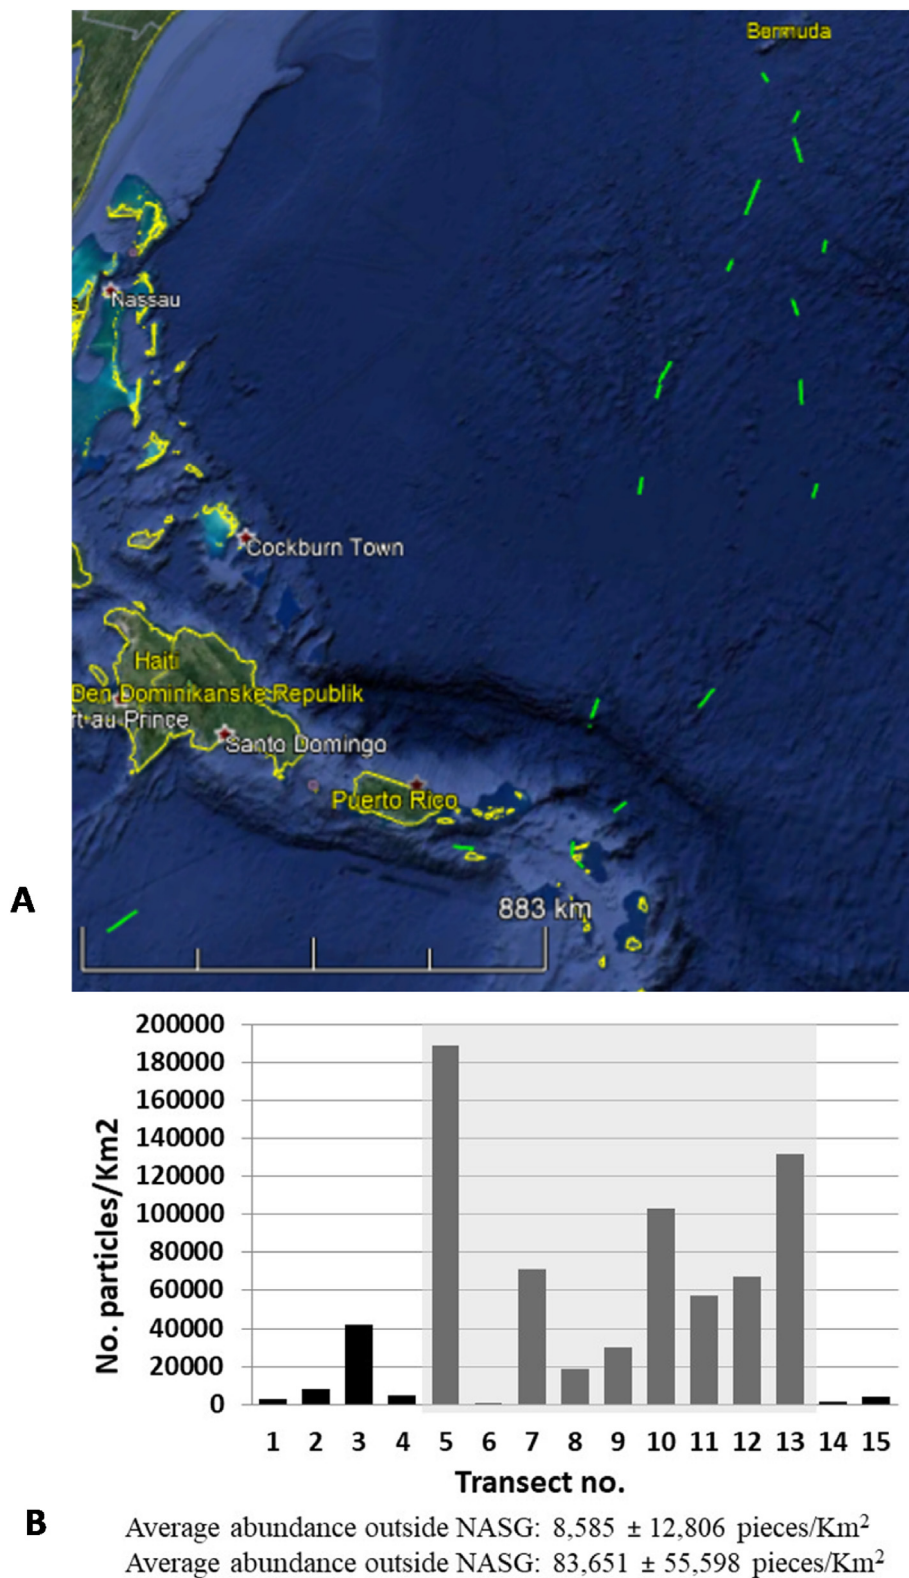 Bermuda
Nassau
Cockburn Town
Haiti
Den Dominikanske Republik
rt au Prince
Santo Domingo
Puerto Rico
A
883 km
200000
180000
160000
140000
120000
100000
80000
60000
40000
20000
0
No. particles/Km2
1 2 3 4 5 6 7 8 9 10 11 12 13 14 15
Transect no.
B
Average abundance outside NASG: 8,585 ± 12,806 pieces/Km²
Average abundance outside NASG: 83,651 ± 55,598 pieces/Km²